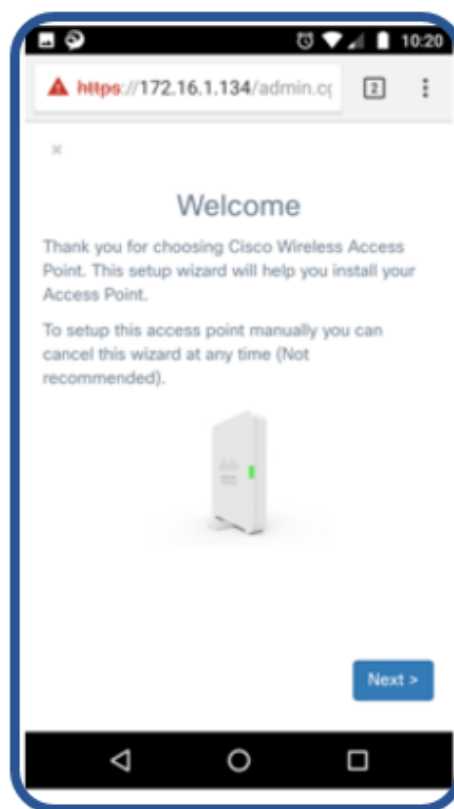 10:20
https://172.16.1.134/admin.cg
2
Welcome
Thank you for choosing Cisco Wireless Access
Point. This setup wizard will help you install your
Access Point.
To setup this access point manually you can
cancel this wizard at any time (Not
recommended).
Next >